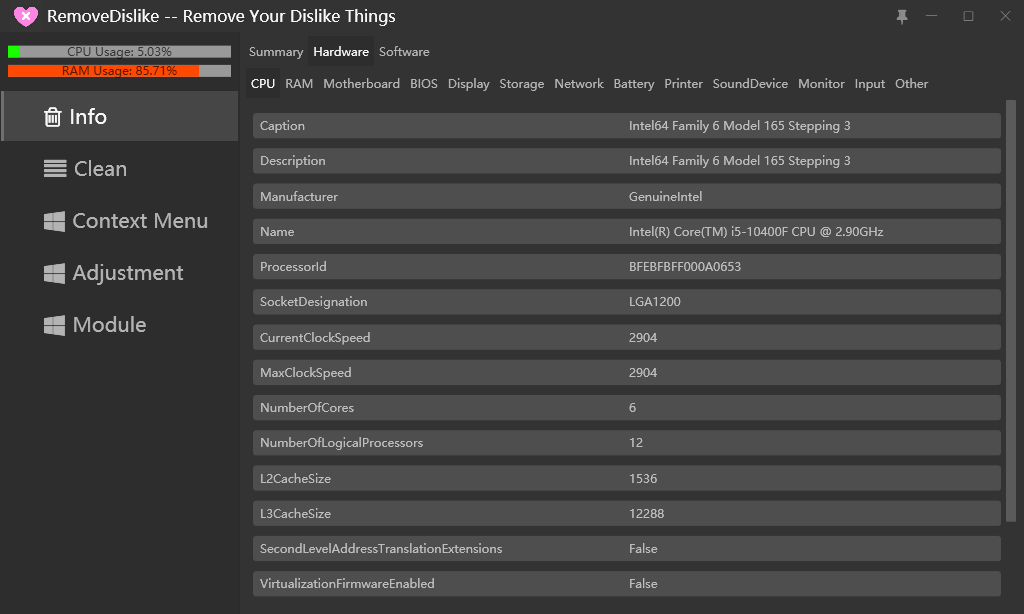 RemoveDislike -- Remove Your Dislike Things
CPU Usage: 5.03%
RAM Usage: 85.71%
Info
Clean
Context Menu
Adjustment
Module
Summary Hardware Software
CPU RAM Motherboard BIOS Display Storage Network Battery Printer SoundDevice Monitor Input Other
Caption Intel64 Family 6 Model 165 Stepping 3
Description Intel64 Family 6 Model 165 Stepping 3
Manufacturer GenuineIntel
Name Intel(R) Core(TM) i5-10400F CPU @ 2.90GHz
ProcessorId BFEBFBFF000A0653
SocketDesignation LGA1200
CurrentClockSpeed 2904
MaxClockSpeed 2904
NumberOfCores 6
NumberOfLogicalProcessors 12
L2CacheSize 1536
L3CacheSize 12288
SecondLevelAddressTranslationExtensions False
VirtualizationFirmwareEnabled False